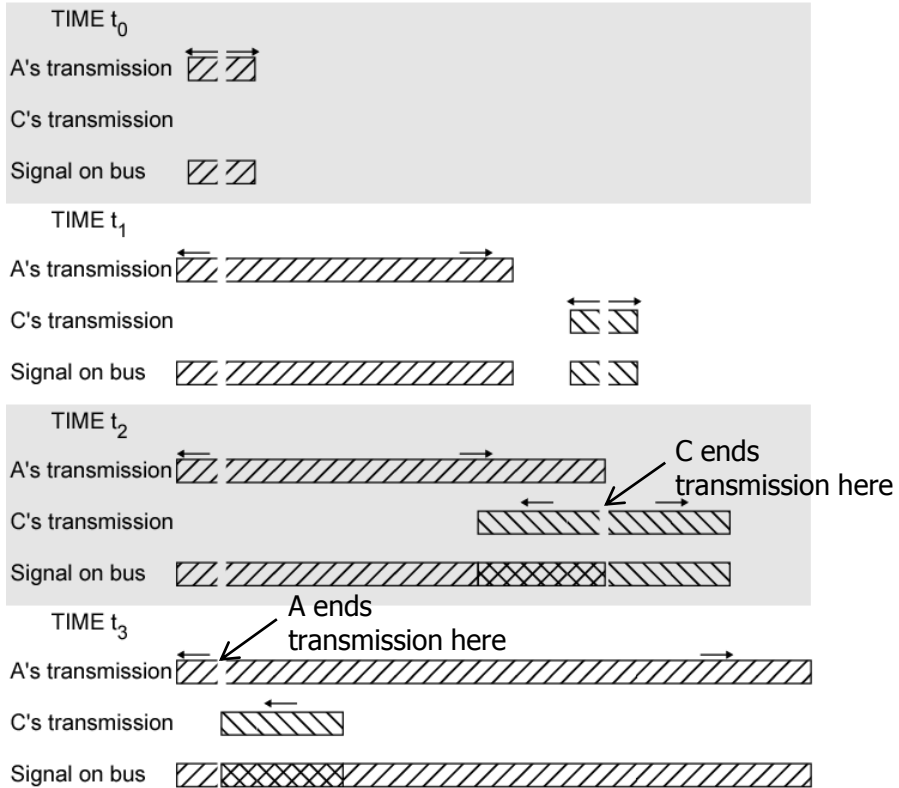 TIME t0
A's transmission
C's transmission
Signal on bus
TIME t1
A's transmission
C's transmission
Signal on bus
TIME t2
A's transmission
C ends
transmission here
C's transmission
Signal on bus
TIME t3
A ends
transmission here
A's transmission
C's transmission
Signal on bus